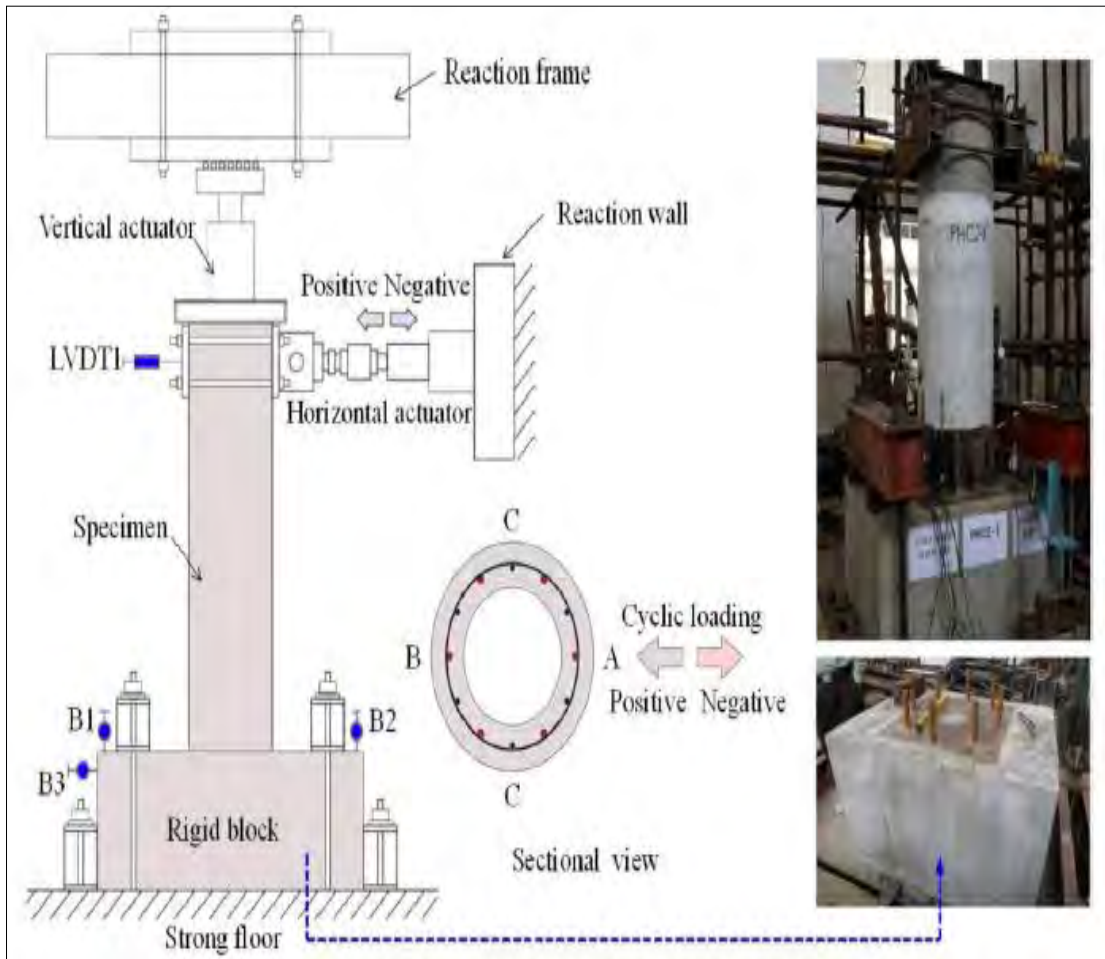 Reaction frame
Vertical actuator
Reaction wall
Positive Negative
LVDT1
Horizontal actuator
Specimen
C
Cyclic loading
B
A
Positive Negative
C
B1
B2
B3
Rigid block
Sectional view
Strong floor